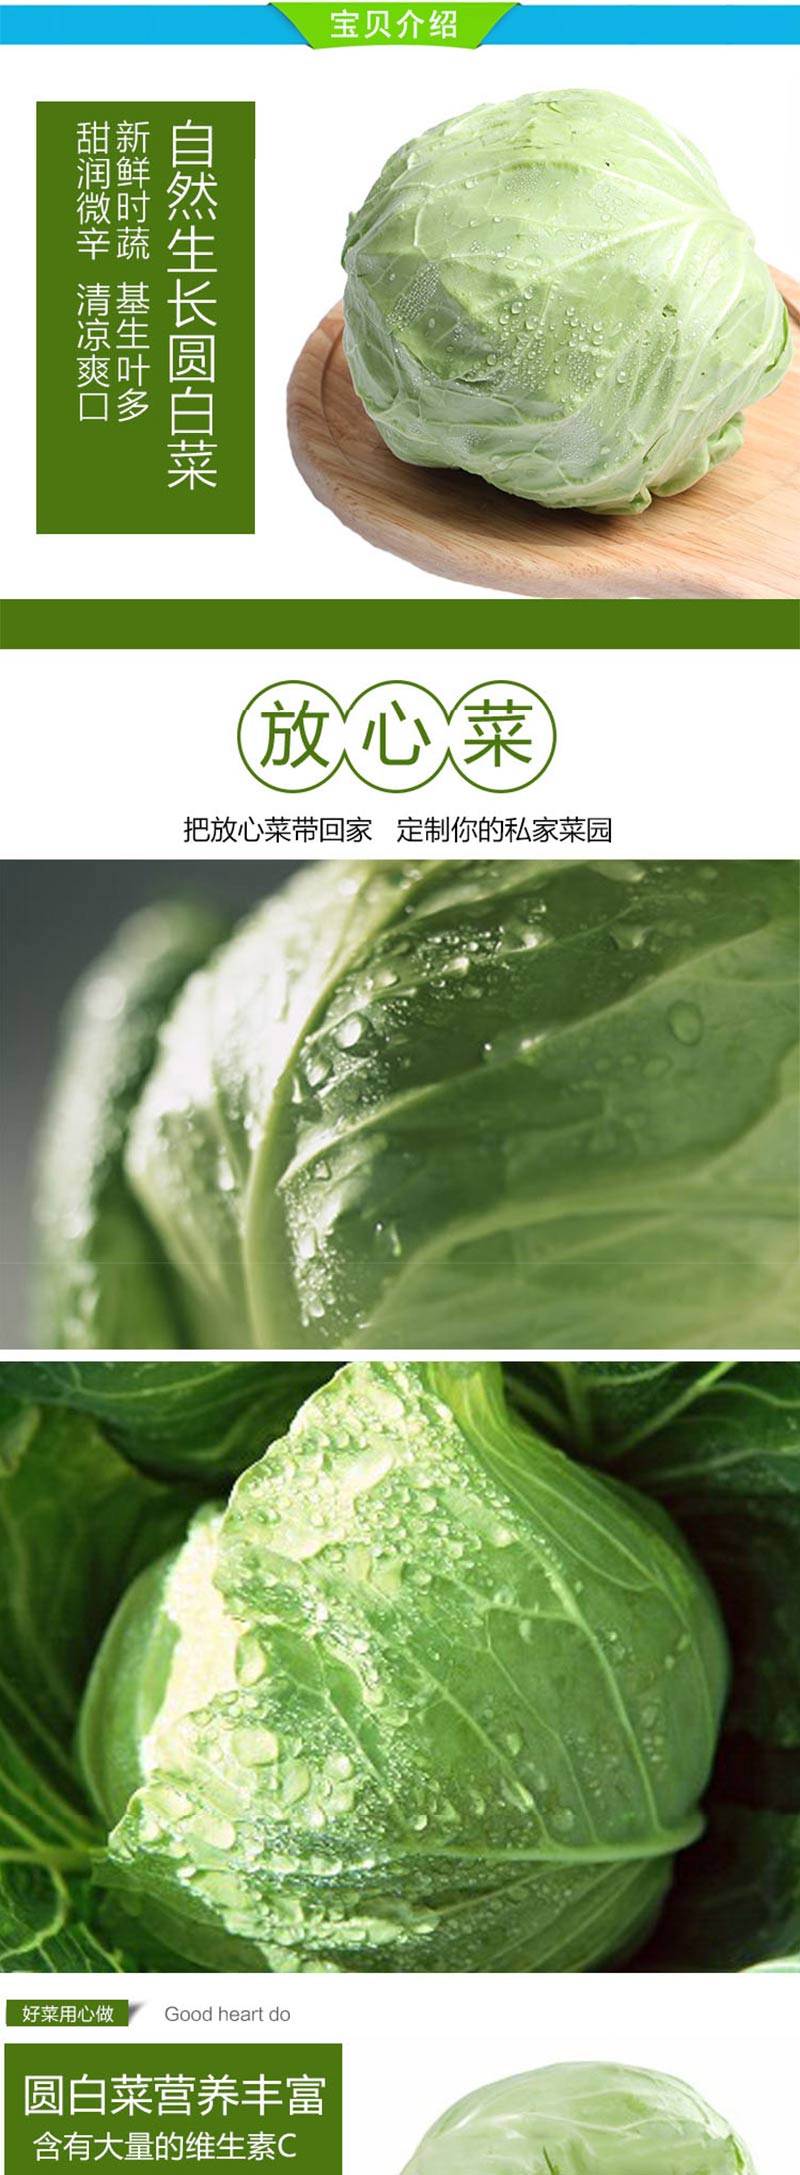 宝贝介绍
自然生长圆白菜
新鲜时蔬 基生叶多
甜润微辛 清凉爽口
放心菜
把放心菜带回家 定制你的私家菜园
好菜用心做
Good heart do
圆白菜营养丰富
含有大量的维生素C